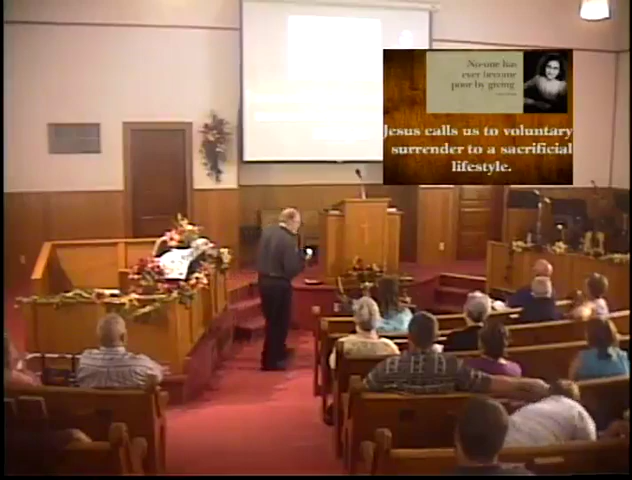 No-one has
ever become
poor by giving.
Jesus calls us to voluntary
surrender to a sacrificial
lifestyle.